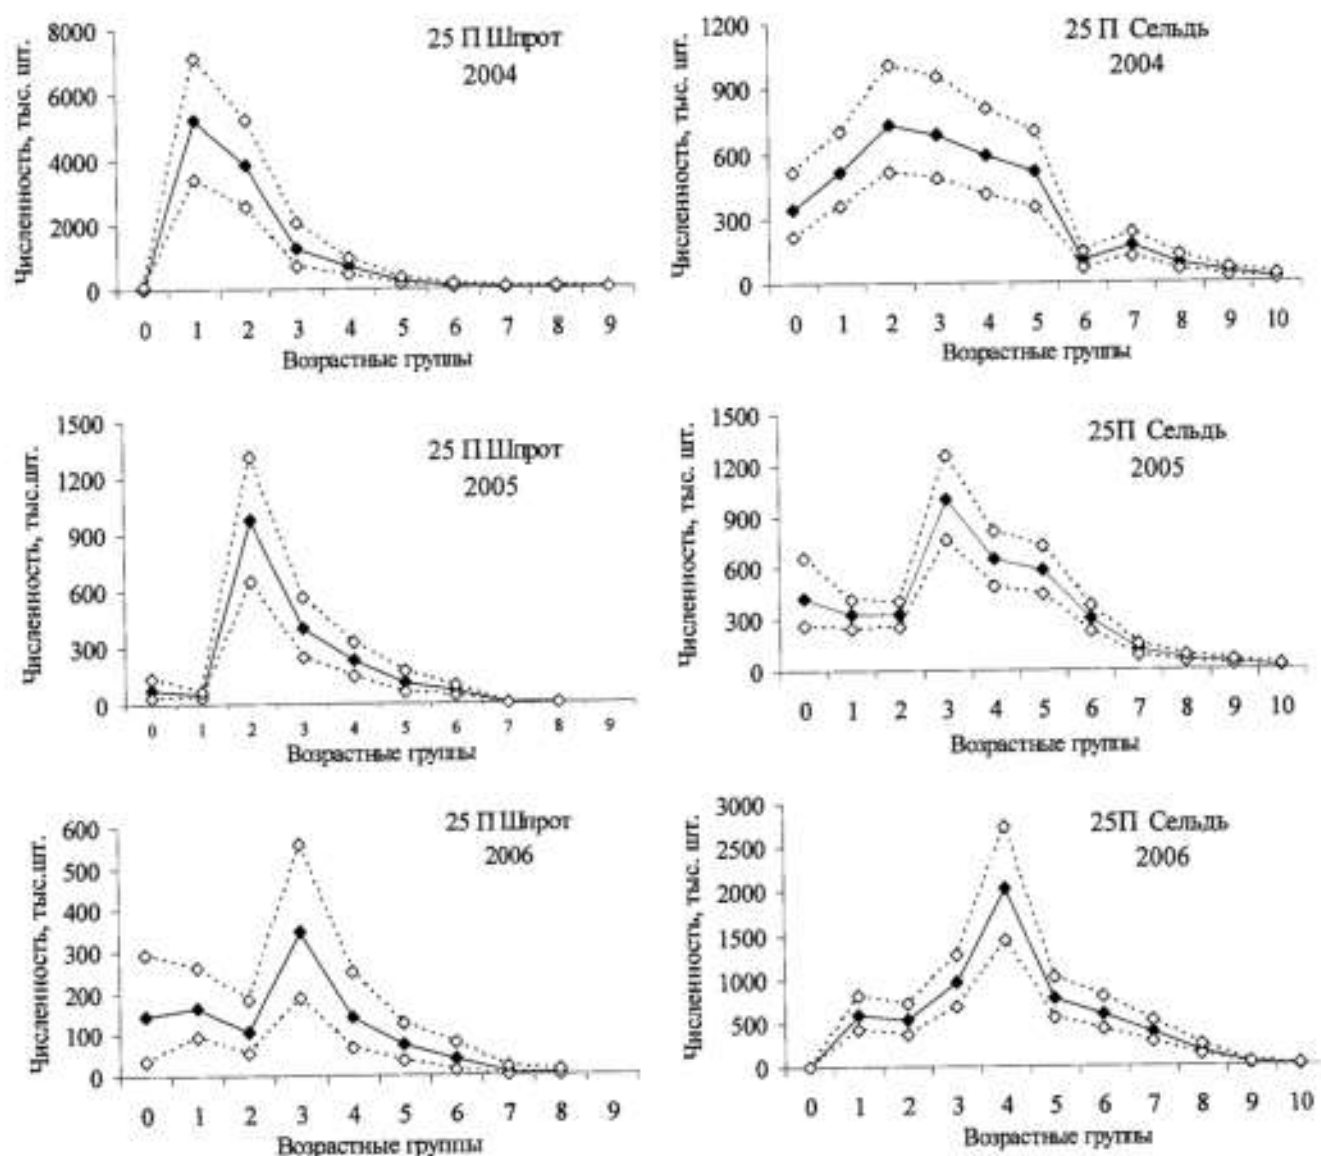 25 П Шпрот
2004
Численность, тыс. шт.
8000
6000
4000
2000
0
0 1 2 3 4 5 6 7 8 9
Возрастные группы
25 П Сельдь
2004
Численность, тыс. шт.
1200
900
600
300
0
0 1 2 3 4 5 6 7 8 9 10
Возрастные группы
25 П Шпрот
2005
Численность, тыс.шт.
1500
1200
900
600
300
0
0 1 2 3 4 5 6 7 8 9
Возрастные группы
25П Сельдь
2005
Численность, тыс. шт.
1500
1200
900
600
300
0
0 1 2 3 4 5 6 7 8 9 10
Возрастные группы
25 П Шпрот
2006
Численность, тыс.шт.
600
500
400
300
200
100
0
0 1 2 3 4 5 6 7 8 9
Возрастные группы
25П Сельдь
2006
Численность, тыс. шт.
3000
2500
2000
1500
1000
500
0
0 1 2 3 4 5 6 7 8 9 10
Возрастные группы